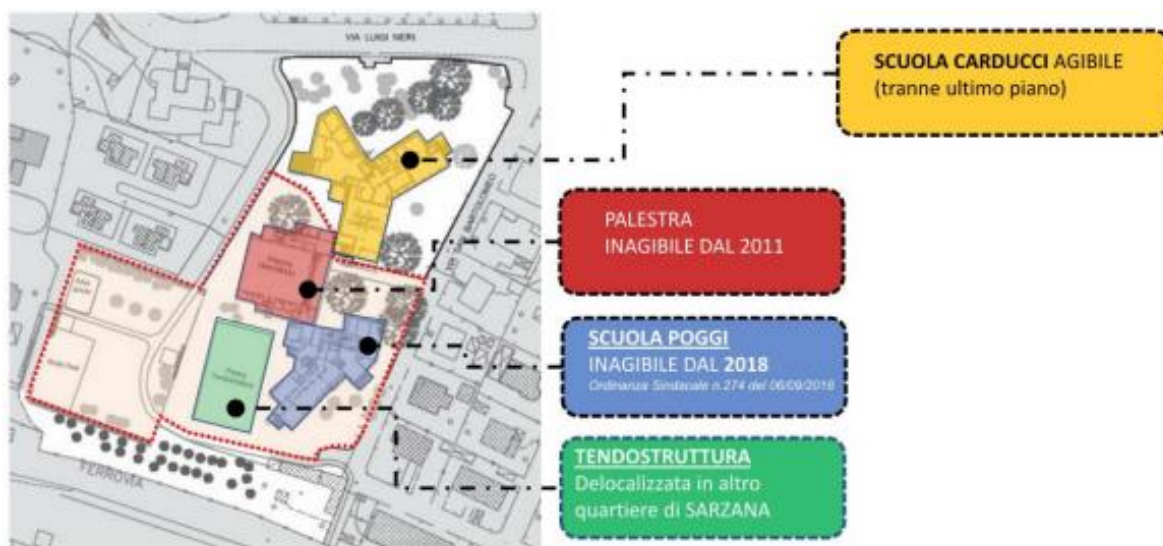 VIA LUIGI NERI
SCUOLA CARDUCCI AGIBILE
(tranne ultimo piano)
PALESTRA
INAGIBILE DAL 2011
SCUOLA POGGI
INAGIBILE DAL 2018
Ordinanza Sindacale n.274 del 06/09/2018
TENDOSTRUTTURA
Delocalizzata in altro
quartiere di SARZANA
FERROVIA